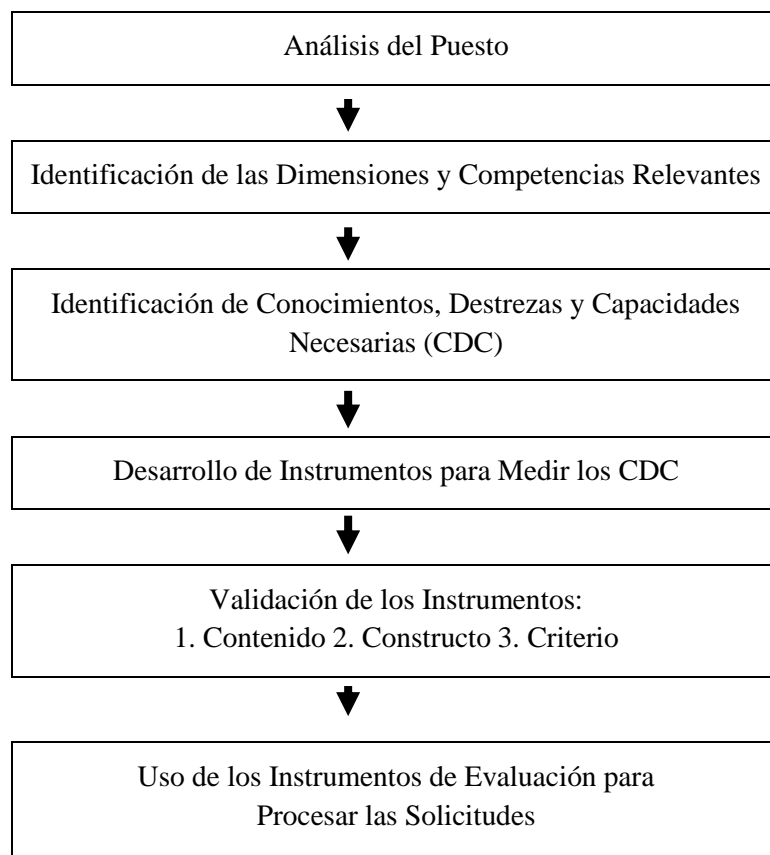 Análisis del Puesto
Identificación de las Dimensiones y Competencias Relevantes
Identificación de Conocimientos, Destrezas y Capacidades
Necesarias (CDC)
Desarrollo de Instrumentos para Medir los CDC
Validación de los Instrumentos:
1. Contenido 2. Constructo 3. Criterio
Uso de los Instrumentos de Evaluación para
Procesar las Solicitudes